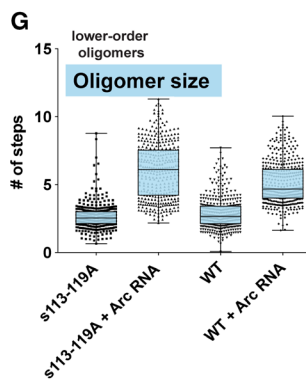 G
lower-order
oligomers
Oligomer size
# of steps
15
10
5
0
s113-119A
s113-119A + Arc RNA
WT
WT + Arc RNA